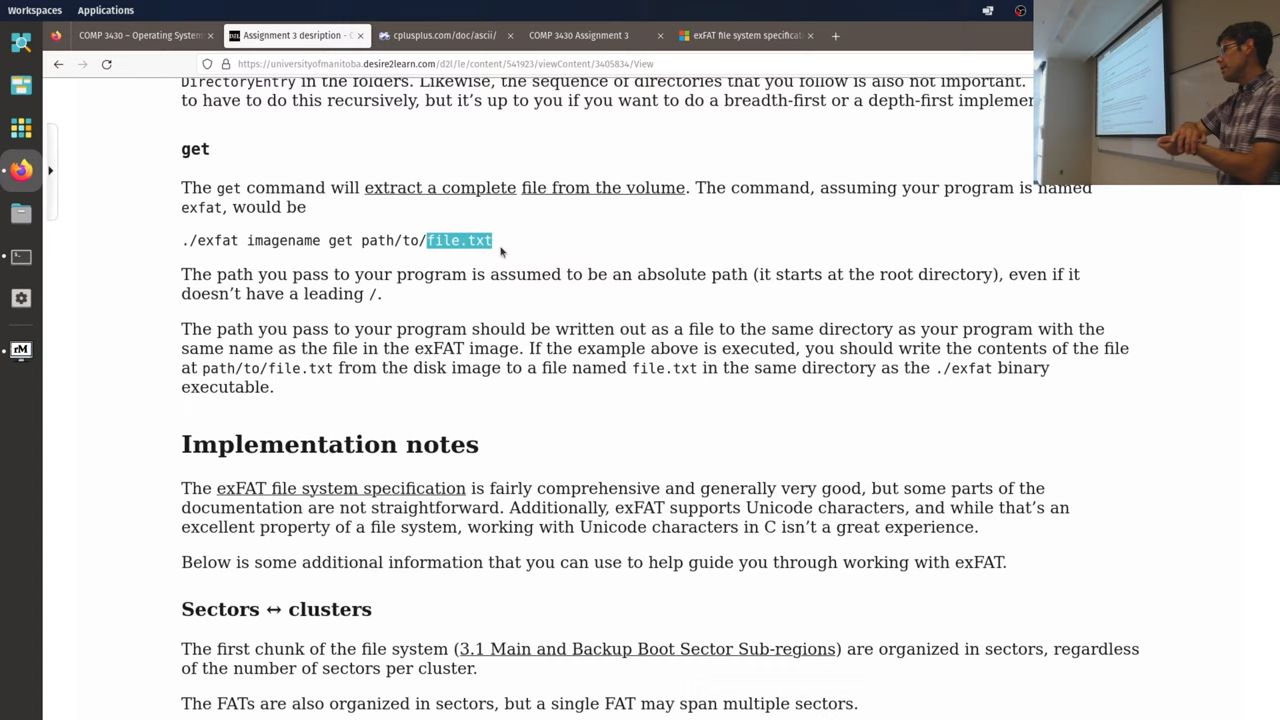 Workspaces Applications
COMP 3430 – Operating System
Assignment 3 desription -
cplusplus.com/doc/ascii/
COMP 3430 Assignment 3
exFAT file system specificat
https://universityofmanitoba.desire2learn.com/d2l/le/content/541923/viewContent/3405834/View
DirectoryEntry in the folders. Likewise, the sequence of directories that you follow is also not important.
to have to do this recursively, but it's up to you if you want to do a breadth-first or a depth-first implemen
get
The get command will extract a complete file from the volume. The command, assuming your program is named
exfat, would be
./exfat imagename get path/to/file.txt
The path you pass to your program is assumed to be an absolute path (it starts at the root directory), even if it
doesn't have a leading /.
The path you pass to your program should be written out as a file to the same directory as your program with the
same name as the file in the exFAT image. If the example above is executed, you should write the contents of the file
at path/to/file.txt from the disk image to a file named file.txt in the same directory as the ./exfat binary
executable.
Implementation notes
The exFAT file system specification is fairly comprehensive and generally very good, but some parts of the
documentation are not straightforward. Additionally, exFAT supports Unicode characters, and while that's an
excellent property of a file system, working with Unicode characters in C isn't a great experience.
Below is some additional information that you can use to help guide you through working with exFAT.
Sectors ↔ clusters
The first chunk of the file system (3.1 Main and Backup Boot Sector Sub-regions) are organized in sectors, regardless
of the number of sectors per cluster.
The FATs are also organized in sectors, but a single FAT may span multiple sectors.